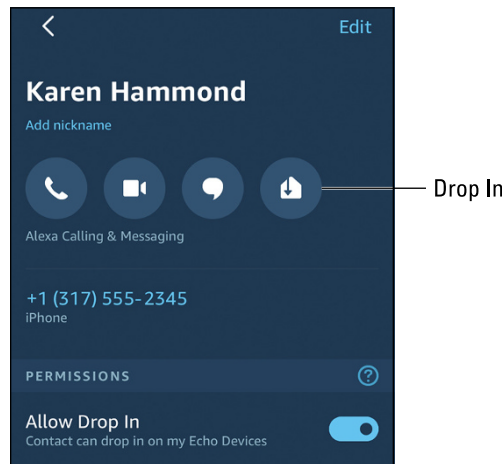 Edit
Karen Hammond
Add nickname
Drop In
Alexa Calling & Messaging
+1 (317) 555-2345
iPhone
PERMISSIONS
?
Allow Drop In
Contact can drop in on my Echo Devices